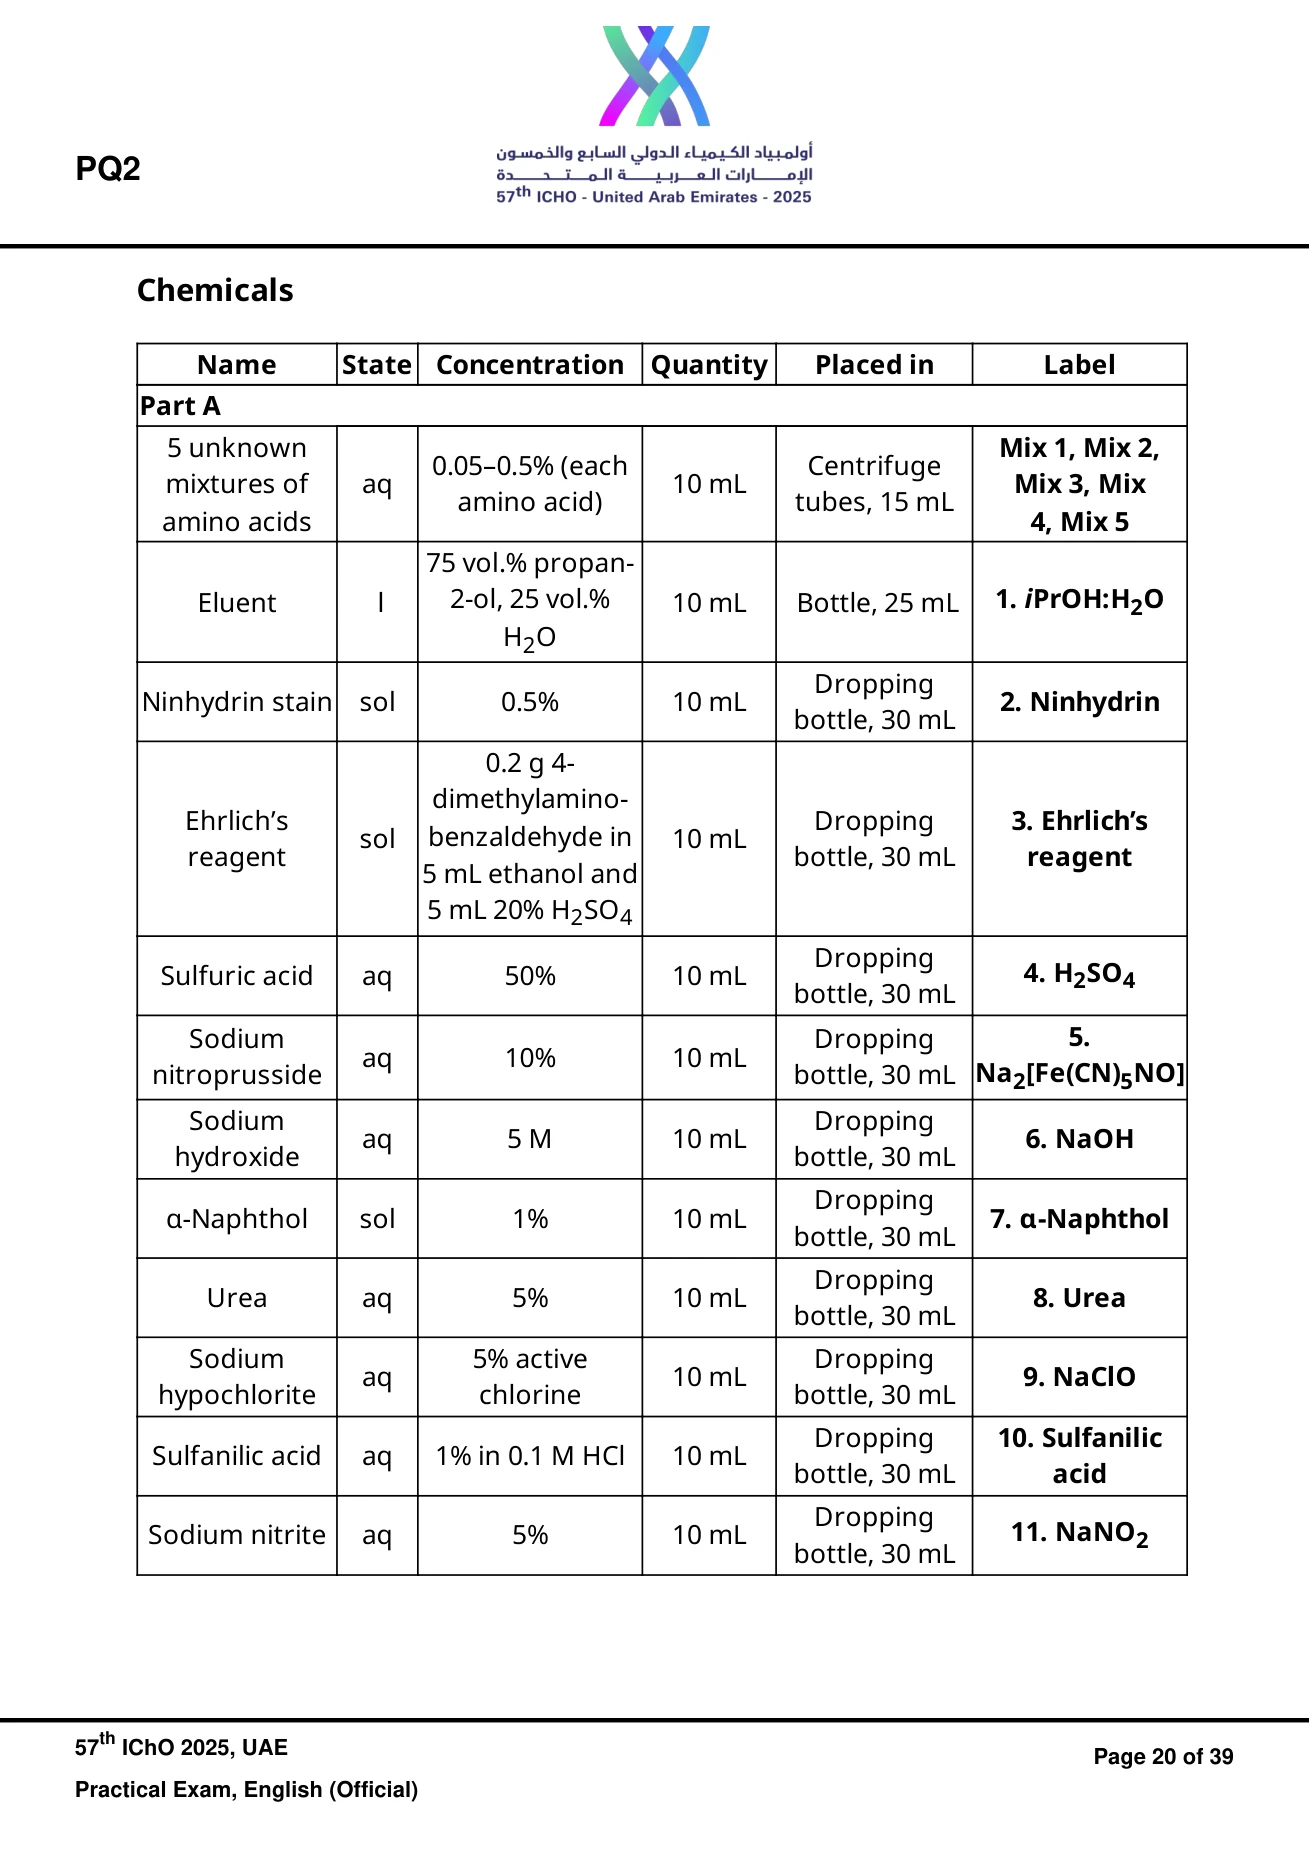 PQ2
أولمبياد الكيمياء الدولي السابع والخمسون
الإمارات العربية المتحدة
57th ICHO - United Arab Emirates - 2025
Chemicals
Name State Concentration Quantity Placed in Label
Part A
5 unknown mixtures of amino acids aq 0.05–0.5% (each amino acid) 10 mL Centrifuge tubes, 15 mL Mix 1, Mix 2, Mix 3, Mix 4, Mix 5
Eluent l 75 vol.% propan-2-ol, 25 vol.% H2O 10 mL Bottle, 25 mL 1. iPrOH:H2O
Ninhydrin stain sol 0.5% 10 mL Dropping bottle, 30 mL 2. Ninhydrin
Ehrlich’s reagent sol 0.2 g 4-dimethylamino-benzaldehyde in 5 mL ethanol and 5 mL 20% H2SO4 10 mL Dropping bottle, 30 mL 3. Ehrlich’s reagent
Sulfuric acid aq 50% 10 mL Dropping bottle, 30 mL 4. H2SO4
Sodium nitroprusside aq 10% 10 mL Dropping bottle, 30 mL 5. Na2[Fe(CN)5NO]
Sodium hydroxide aq 5 M 10 mL Dropping bottle, 30 mL 6. NaOH
α-Naphthol sol 1% 10 mL Dropping bottle, 30 mL 7. α-Naphthol
Urea aq 5% 10 mL Dropping bottle, 30 mL 8. Urea
Sodium hypochlorite aq 5% active chlorine 10 mL Dropping bottle, 30 mL 9. NaClO
Sulfanilic acid aq 1% in 0.1 M HCl 10 mL Dropping bottle, 30 mL 10. Sulfanilic acid
Sodium nitrite aq 5% 10 mL Dropping bottle, 30 mL 11. NaNO2
57th IChO 2025, UAE
Practical Exam, English (Official)
Page 20 of 39